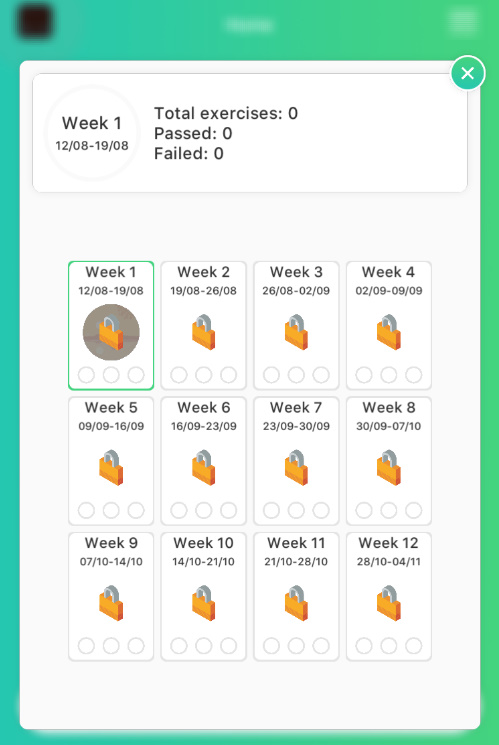 Home
Week 1
12/08-19/08
Total exercises: 0
Passed: 0
Failed: 0
Week 1
12/08-19/08
Week 2
19/08-26/08
Week 3
26/08-02/09
Week 4
02/09-09/09
Week 5
09/09-16/09
Week 6
16/09-23/09
Week 7
23/09-30/09
Week 8
30/09-07/10
Week 9
07/10-14/10
Week 10
14/10-21/10
Week 11
21/10-28/10
Week 12
28/10-04/11